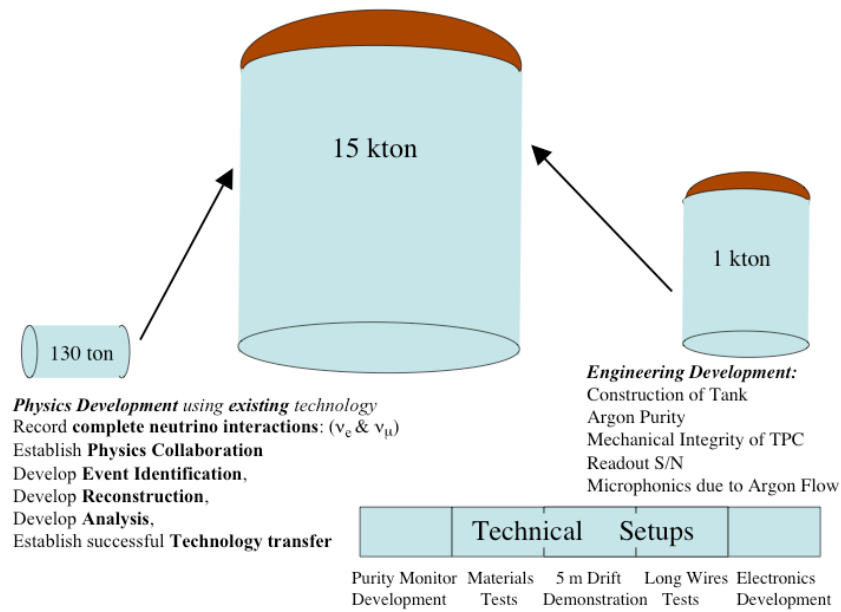 15 kton
1 kton
130 ton
Physics Development using existing technology
Record complete neutrino interactions: (νe & νμ)
Establish Physics Collaboration
Develop Event Identification,
Develop Reconstruction,
Develop Analysis,
Establish successful Technology transfer
Engineering Development:
Construction of Tank
Argon Purity
Mechanical Integrity of TPC
Readout S/N
Microphonics due to Argon Flow
Technical Setups
Purity Monitor Development
Materials Tests
5 m Drift Demonstration
Long Wires Tests
Electronics Development